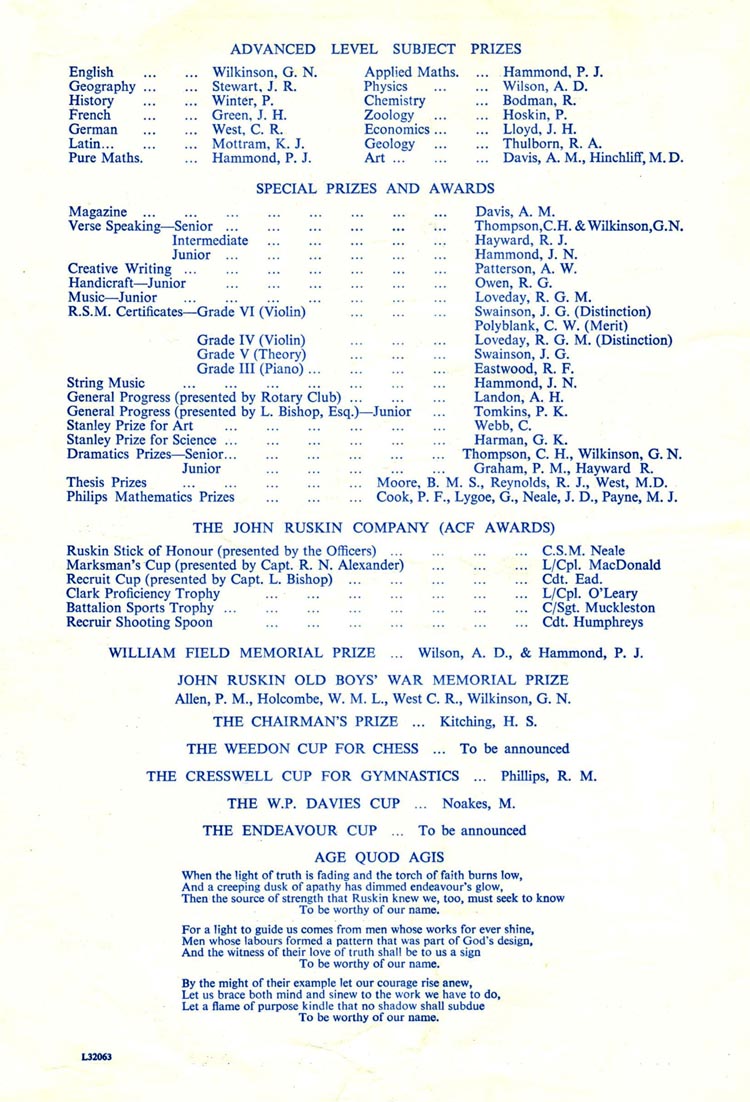 ADVANCED LEVEL SUBJECT PRIZES
English ... ... Wilkinson, G. N. Applied Maths. ... Hammond, P. J.
Geography ... ... Stewart, J. R. Physics ... ... Wilson, A. D.
History ... ... Winter, P. Chemistry ... Bodman, R.
French ... ... Green, J. H. Zoology ... ... Hoskin, P.
German ... ... West, C. R. Economics ... ... Lloyd, J. H.
Latin... ... ... Mottram, K. J. Geology ... ... Thulborn, R. A.
Pure Maths. ... Hammond, P. J. Art ... ... ... Davis, A. M., Hinchliff, M. D.
SPECIAL PRIZES AND AWARDS
Magazine ... ... ... ... ... ... ... ... Davis, A. M.
Verse Speaking—Senior ... ... ... ... ... ... Thompson,C.H. & Wilkinson,G.N.
Intermediate ... ... ... ... ... Hayward, R. J.
Junior ... ... ... ... ... ... Hammond, J. N.
Creative Writing ... ... ... ... ... ... ... Patterson, A. W.
Handicraft—Junior ... ... ... ... ... ... Owen, R. G.
Music—Junior ... ... ... ... ... ... ... Loveday, R. G. M.
R.S.M. Certificates—Grade VI (Violin) ... ... ... Swainson, J. G. (Distinction)
Polyblank, C. W. (Merit)
Grade IV (Violin) ... ... ... Loveday, R. G. M. (Distinction)
Grade V (Theory) ... ... ... Swainson, J. G.
Grade III (Piano) ... ... ... ... Eastwood, R. F.
String Music ... ... ... ... ... ... ... Hammond, J. N.
General Progress (presented by Rotary Club) ... ... ... Landon, A. H.
General Progress (presented by L. Bishop, Esq.)—Junior ... Tomkins, P. K.
Stanley Prize for Art ... ... ... ... ... ... Webb, C.
Stanley Prize for Science ... ... ... ... ... ... Harman, G. K.
Dramatics Prizes—Senior... ... ... ... ... ... Thompson, C. H., Wilkinson, G. N.
Junior ... ... ... ... ... Graham, P. M., Hayward R.
Thesis Prizes ... ... ... ... ... Moore, B. M. S., Reynolds, R. J., West, M.D.
Philips Mathematics Prizes ... ... ... Cook, P. F., Lygoe, G., Neale, J. D., Payne, M. J.
THE JOHN RUSKIN COMPANY (ACF AWARDS)
Ruskin Stick of Honour (presented by the Officers) ... ... ... ... C.S.M. Neale
Marksman's Cup (presented by Capt. R. N. Alexander) ... ... ... L/Cpl. MacDonald
Recruit Cup (presented by Capt. L. Bishop) ... ... ... ... ... Cdt. Ead.
Clark Proficiency Trophy ... ... ... ... ... ... ... L/Cpl. O'Leary
Battalion Sports Trophy ... ... ... ... ... ... ... ... C/Sgt. Muckleston
Recruir Shooting Spoon ... ... ... ... ... ... ... Cdt. Humphreys
WILLIAM FIELD MEMORIAL PRIZE ... Wilson, A. D., & Hammond, P. J.
JOHN RUSKIN OLD BOYS' WAR MEMORIAL PRIZE
Allen, P. M., Holcombe, W. M. L., West C. R., Wilkinson, G. N.
THE CHAIRMAN'S PRIZE ... Kitching, H. S.
THE WEEDON CUP FOR CHESS ... To be announced
THE CRESSWELL CUP FOR GYMNASTICS ... Phillips, R. M.
THE W.P. DAVIES CUP ... Noakes, M.
THE ENDEAVOUR CUP ... To be announced
AGE QUOD AGIS
When the light of truth is fading and the torch of faith burns low,
And a creeping dusk of apathy has dimmed endeavour's glow,
Then the source of strength that Ruskin knew we, too, must seek to know
To be worthy of our name.
For a light to guide us comes from men whose works for ever shine,
Men whose labours formed a pattern that was part of God's design,
And the witness of their love of truth shall be to us a sign
To be worthy of our name.
By the might of their example let our courage rise anew,
Let us brace both mind and sinew to the work we have to do,
Let a flame of purpose kindle that no shadow shall subdue
To be worthy of our name.
L32063